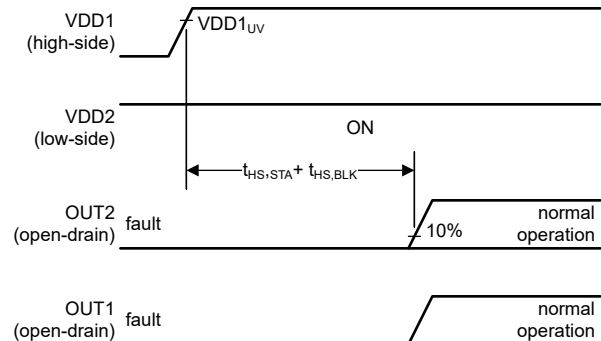 VDD1
(high-side)
VDD1UV
VDD2
(low-side)
ON
tHS,STA + tHS,BLK
OUT2
(open-drain)
fault
10%
normal
operation
OUT1
(open-drain)
fault
normal
operation